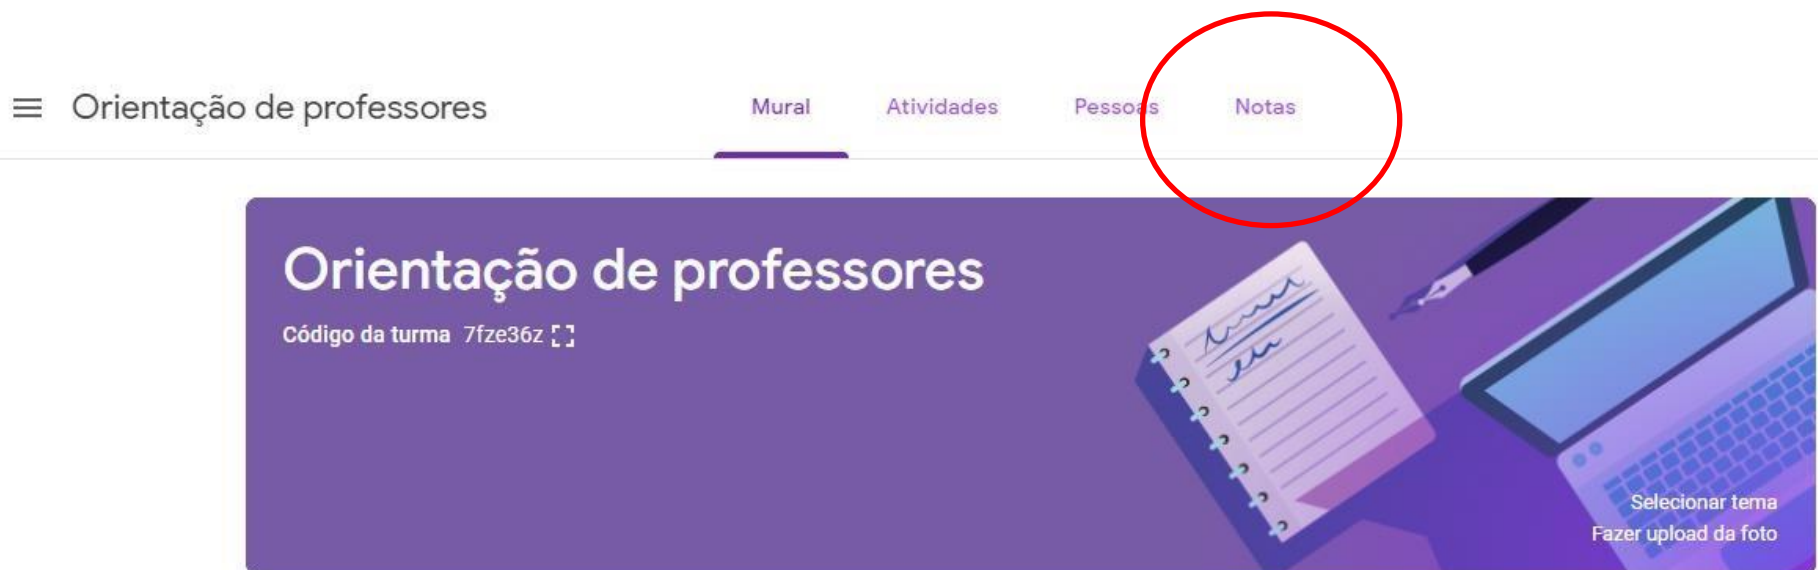 Orientação de professores
Mural Atividades Pessoas Notas
Orientação de professores
Código da turma 7fze36z
Selecionar tema
Fazer upload da foto